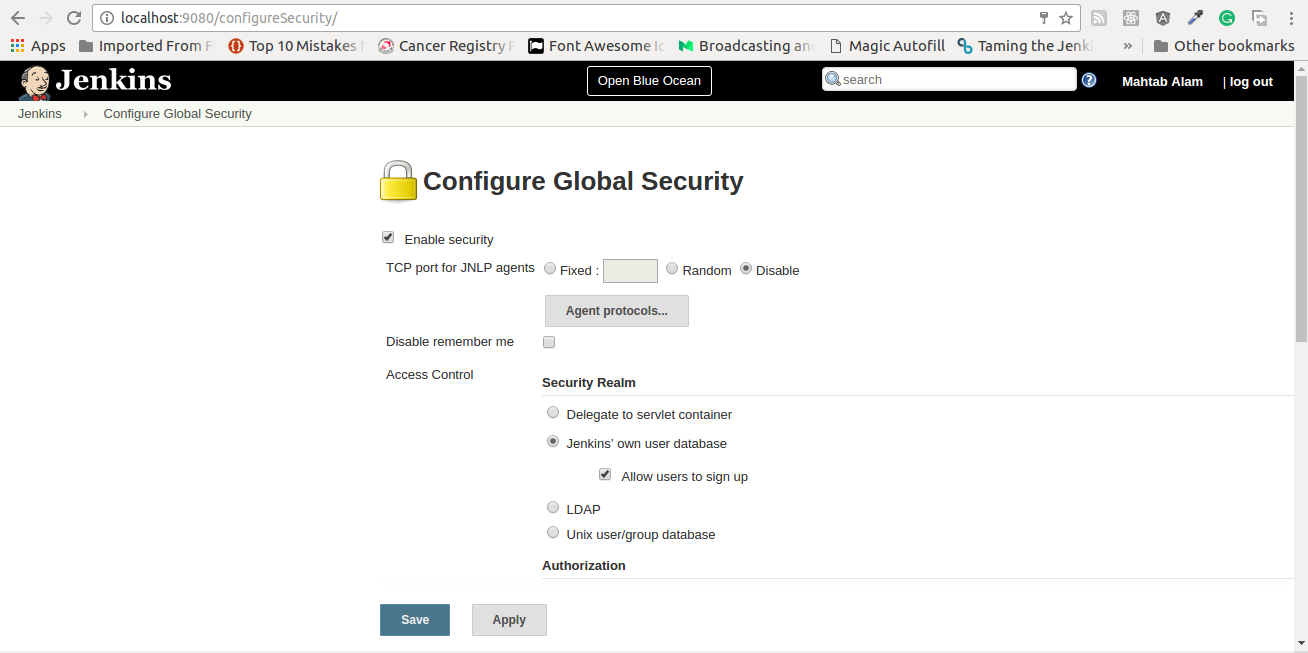 localhost:9080/configureSecurity/
Apps Imported From F Top 10 Mistakes Cancer Registry Font Awesome Ic Broadcasting an Magic Autofill Taming the Jenk » Other bookmarks
Jenkins Open Blue Ocean search ? Mahtab Alam | log out
Jenkins Configure Global Security
Configure Global Security
Enable security
TCP port for JNLP agents Fixed : Random Disable
Agent protocols...
Disable remember me
Access Control
Security Realm
Delegate to servlet container
Jenkins' own user database
Allow users to sign up
LDAP
Unix user/group database
Authorization
Save Apply